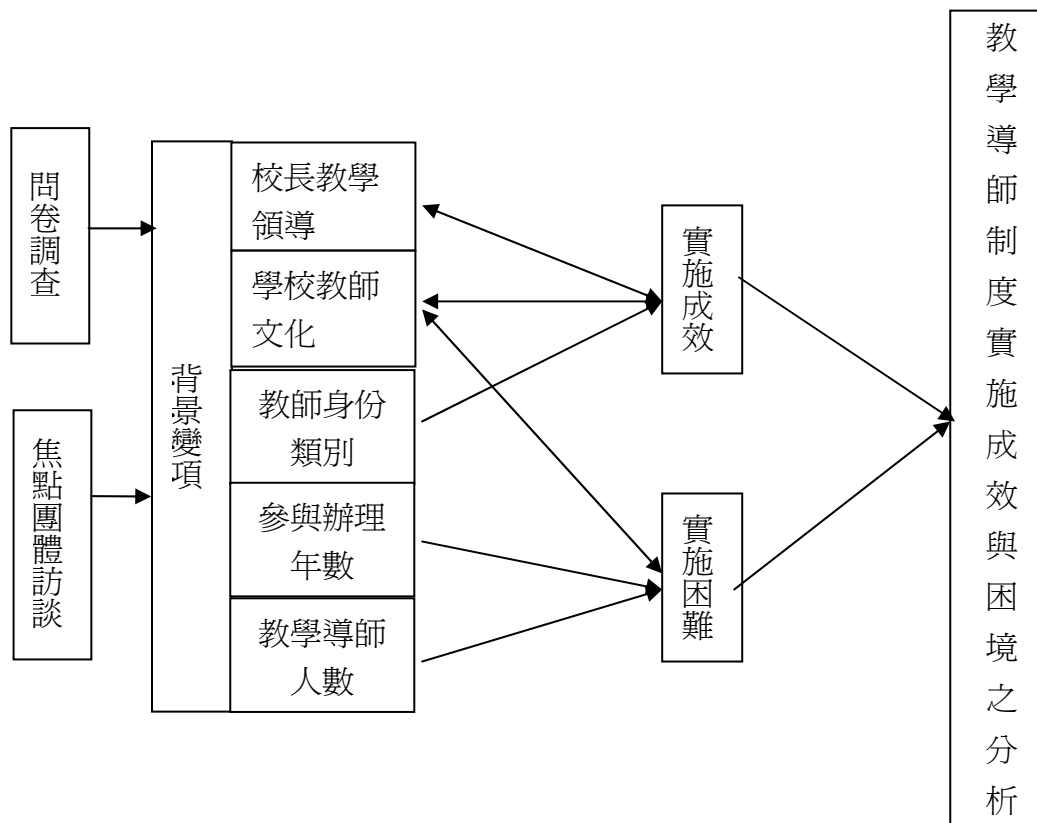 問卷調查
焦點團體訪談
背景變項
校長教學
領導
學校教師
文化
教師身份
類別
參與辦理
年數
教學導師
人數
實施成效
實施困難
教學導師制度實施成效與困境之分析